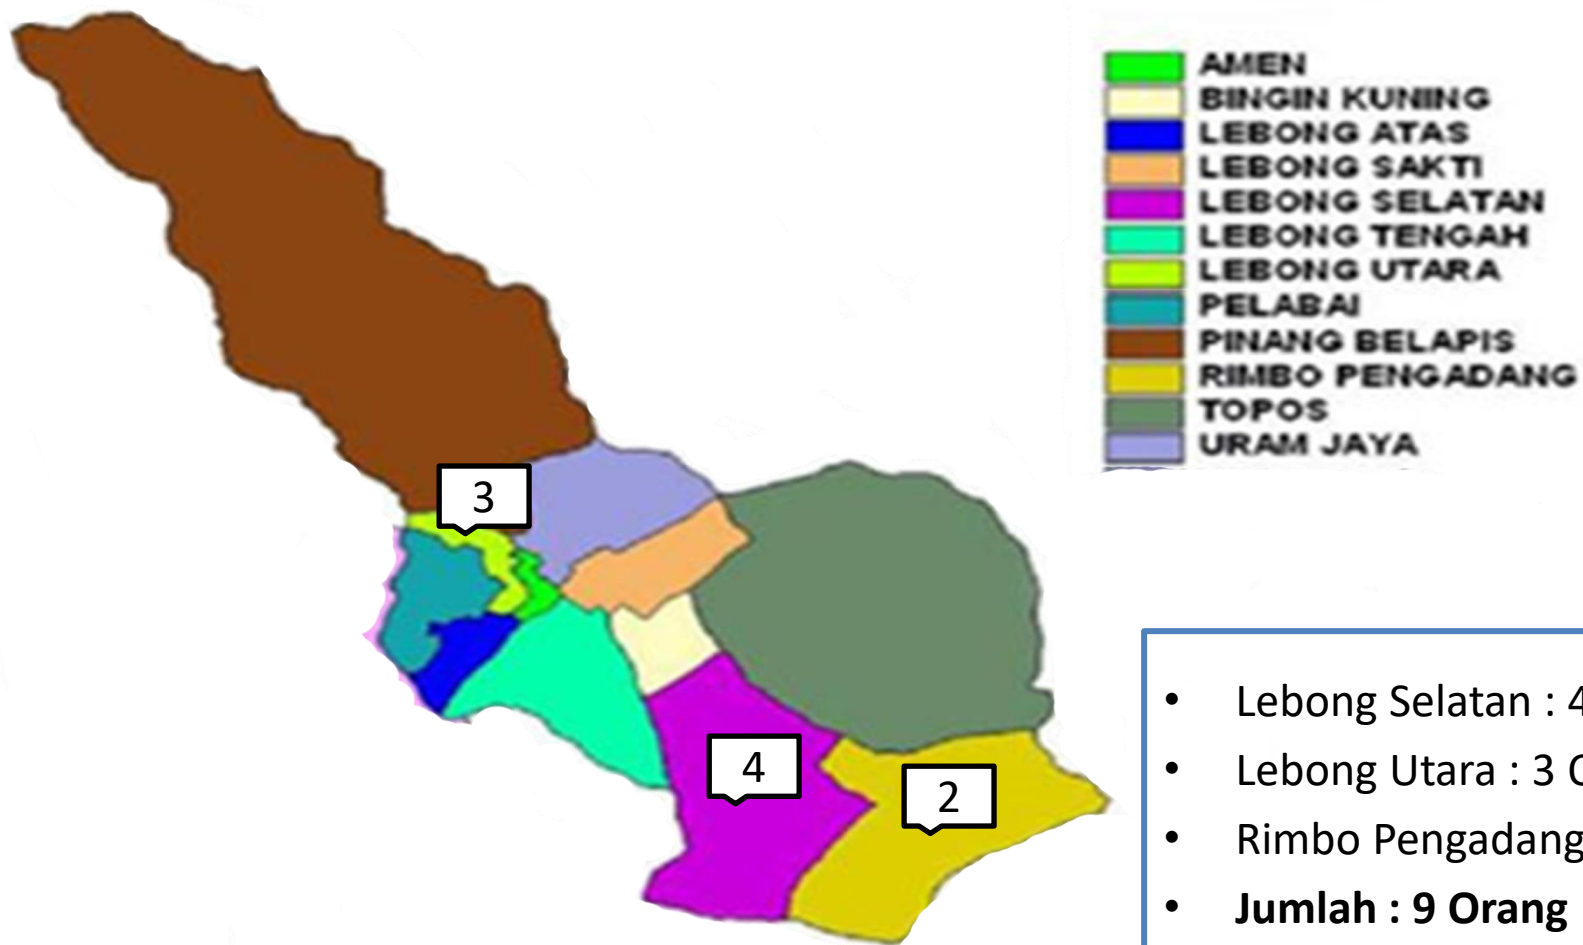 AMEN
BINGIN KUNING
LEBONG ATAS
LEBONG SAKTI
LEBONG SELATAN
LEBONG TENGAH
LEBONG UTARA
PELABAI
PINANG BELAPIS
RIMBO PENGADANG
TOPOS
URAM JAYA
3
4
2
• Lebong Selatan : 4
• Lebong Utara : 3 O
• Rimbo Pengadang
• Jumlah : 9 Orang